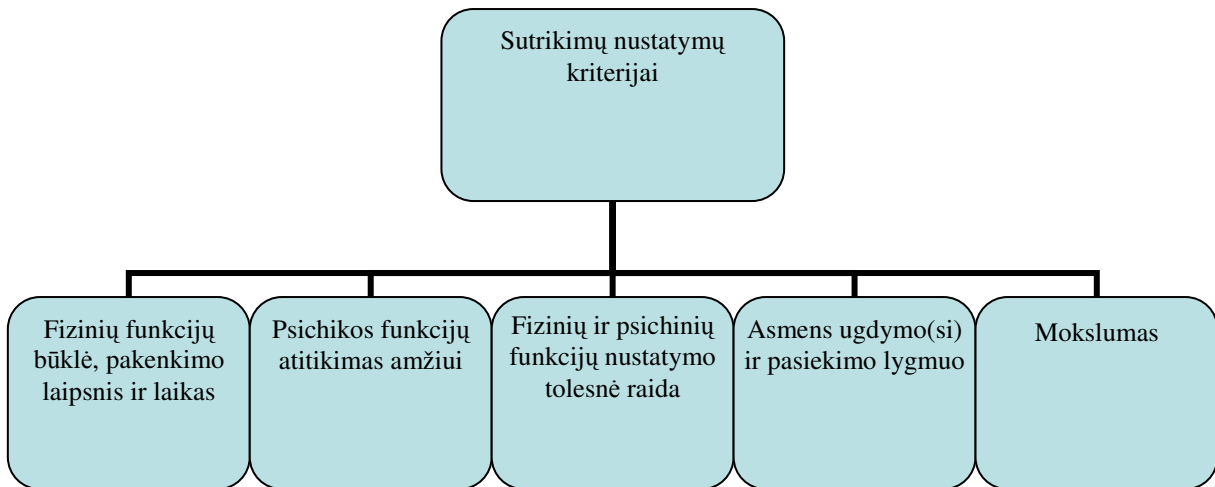 Sutrikimų nustatymų
kriterijai
Fizinių funkcijų
būklė, pakenkimo
laipsnis ir laikas
Psichikos funkcijų
atitikimas amžiui
Fizinių ir psichinių
funkcijų nustatymo
tolesnė raida
Asmens ugdymo(si)
ir pasiekimo lygmuo
Mokslumas